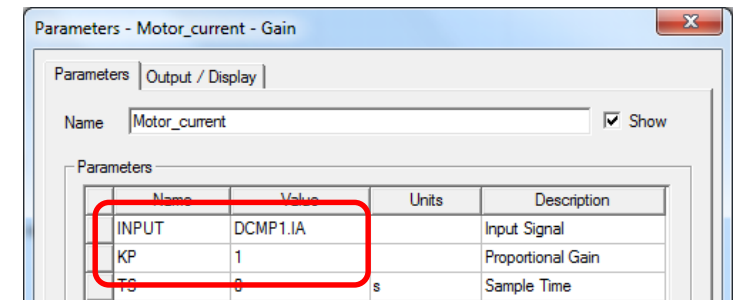 Parameters - Motor_current - Gain
Parameters Output / Display
Name Motor_current Show
Parameters
Name Value Units Description
INPUT DCMP1.IA Input Signal
KP 1 Proportional Gain
TS 0 s Sample Time